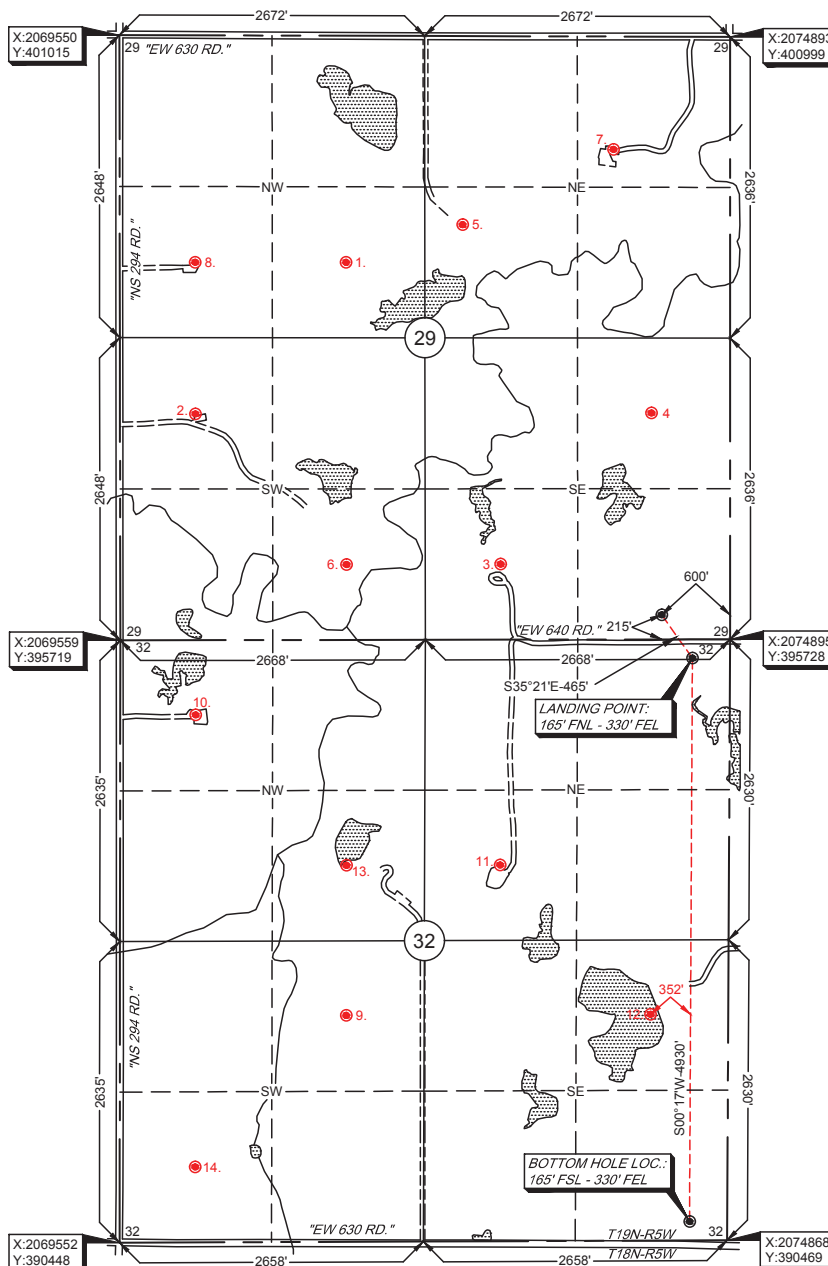 2672'
2672'
X:2069550
Y:401015
X:2074893
Y:400999
29
"EW 630 RD."
29
7.
2648'
NW
NE
2636'
5.
"NS 294 RD."
8.
1.
29
2.
4
2648'
SW
SE
2636'
6.
3.
600'
215'
"EW 640 RD."
X:2069559
Y:395719
29
32
29
32
X:2074895
Y:395728
2668'
2668'
S35°21'E-465'
LANDING POINT:
165' FNL - 330' FEL
10.
2635'
NW
NE
2630'
13.
11.
32
352'
"NS 294 RD."
9.
12.
S00°17'W-4930'
2635'
SW
SE
2630'
14.
BOTTOM HOLE LOC.:
165' FSL - 330' FEL
32
"EW 630 RD."
T19N-R5W
32
T18N-R5W
X:2069552
Y:390448
X:2074868
Y:390469
2658'
2658'